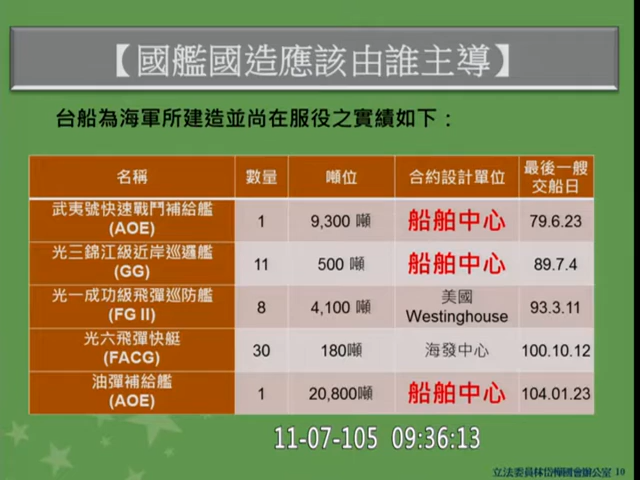 【國艦國造應該由誰主導】
台船為海軍所建造並尚在服役之實績如下：
名稱 數量 噸位 合約設計單位 最後一艘交船日
武夷號快速戰鬥補給艦 (AOE) 1 9,300 噸 船舶中心 79.6.23
光三錦江級近岸巡邏艦 (GG) 11 500 噸 船舶中心 89.7.4
光一成功級飛彈巡防艦 (FG II) 8 4,100 噸 美國 Westinghouse 93.3.11
光六飛彈快艇 (FACG) 30 180噸 海發中心 100.10.12
油彈補給艦 (AOE) 1 20,800噸 船舶中心 104.01.23
11-07-105 09:36:13
立法委員林岱樺國會辦公室 10